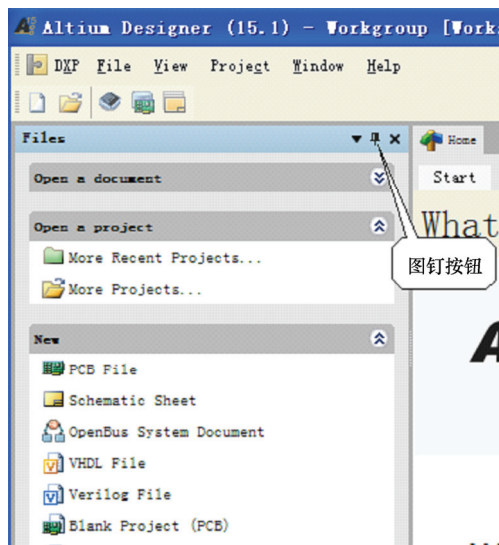 Altium Designer (15.1) - Workgroup [Works
DXP File View Project Window Help
Files
Home
Open a document
Start
Open a project
What
More Recent Projects...
图钉按钮
More Projects...
New
PCB File
Schematic Sheet
OpenBus System Document
VHDL File
Verilog File
Blank Project (PCB)